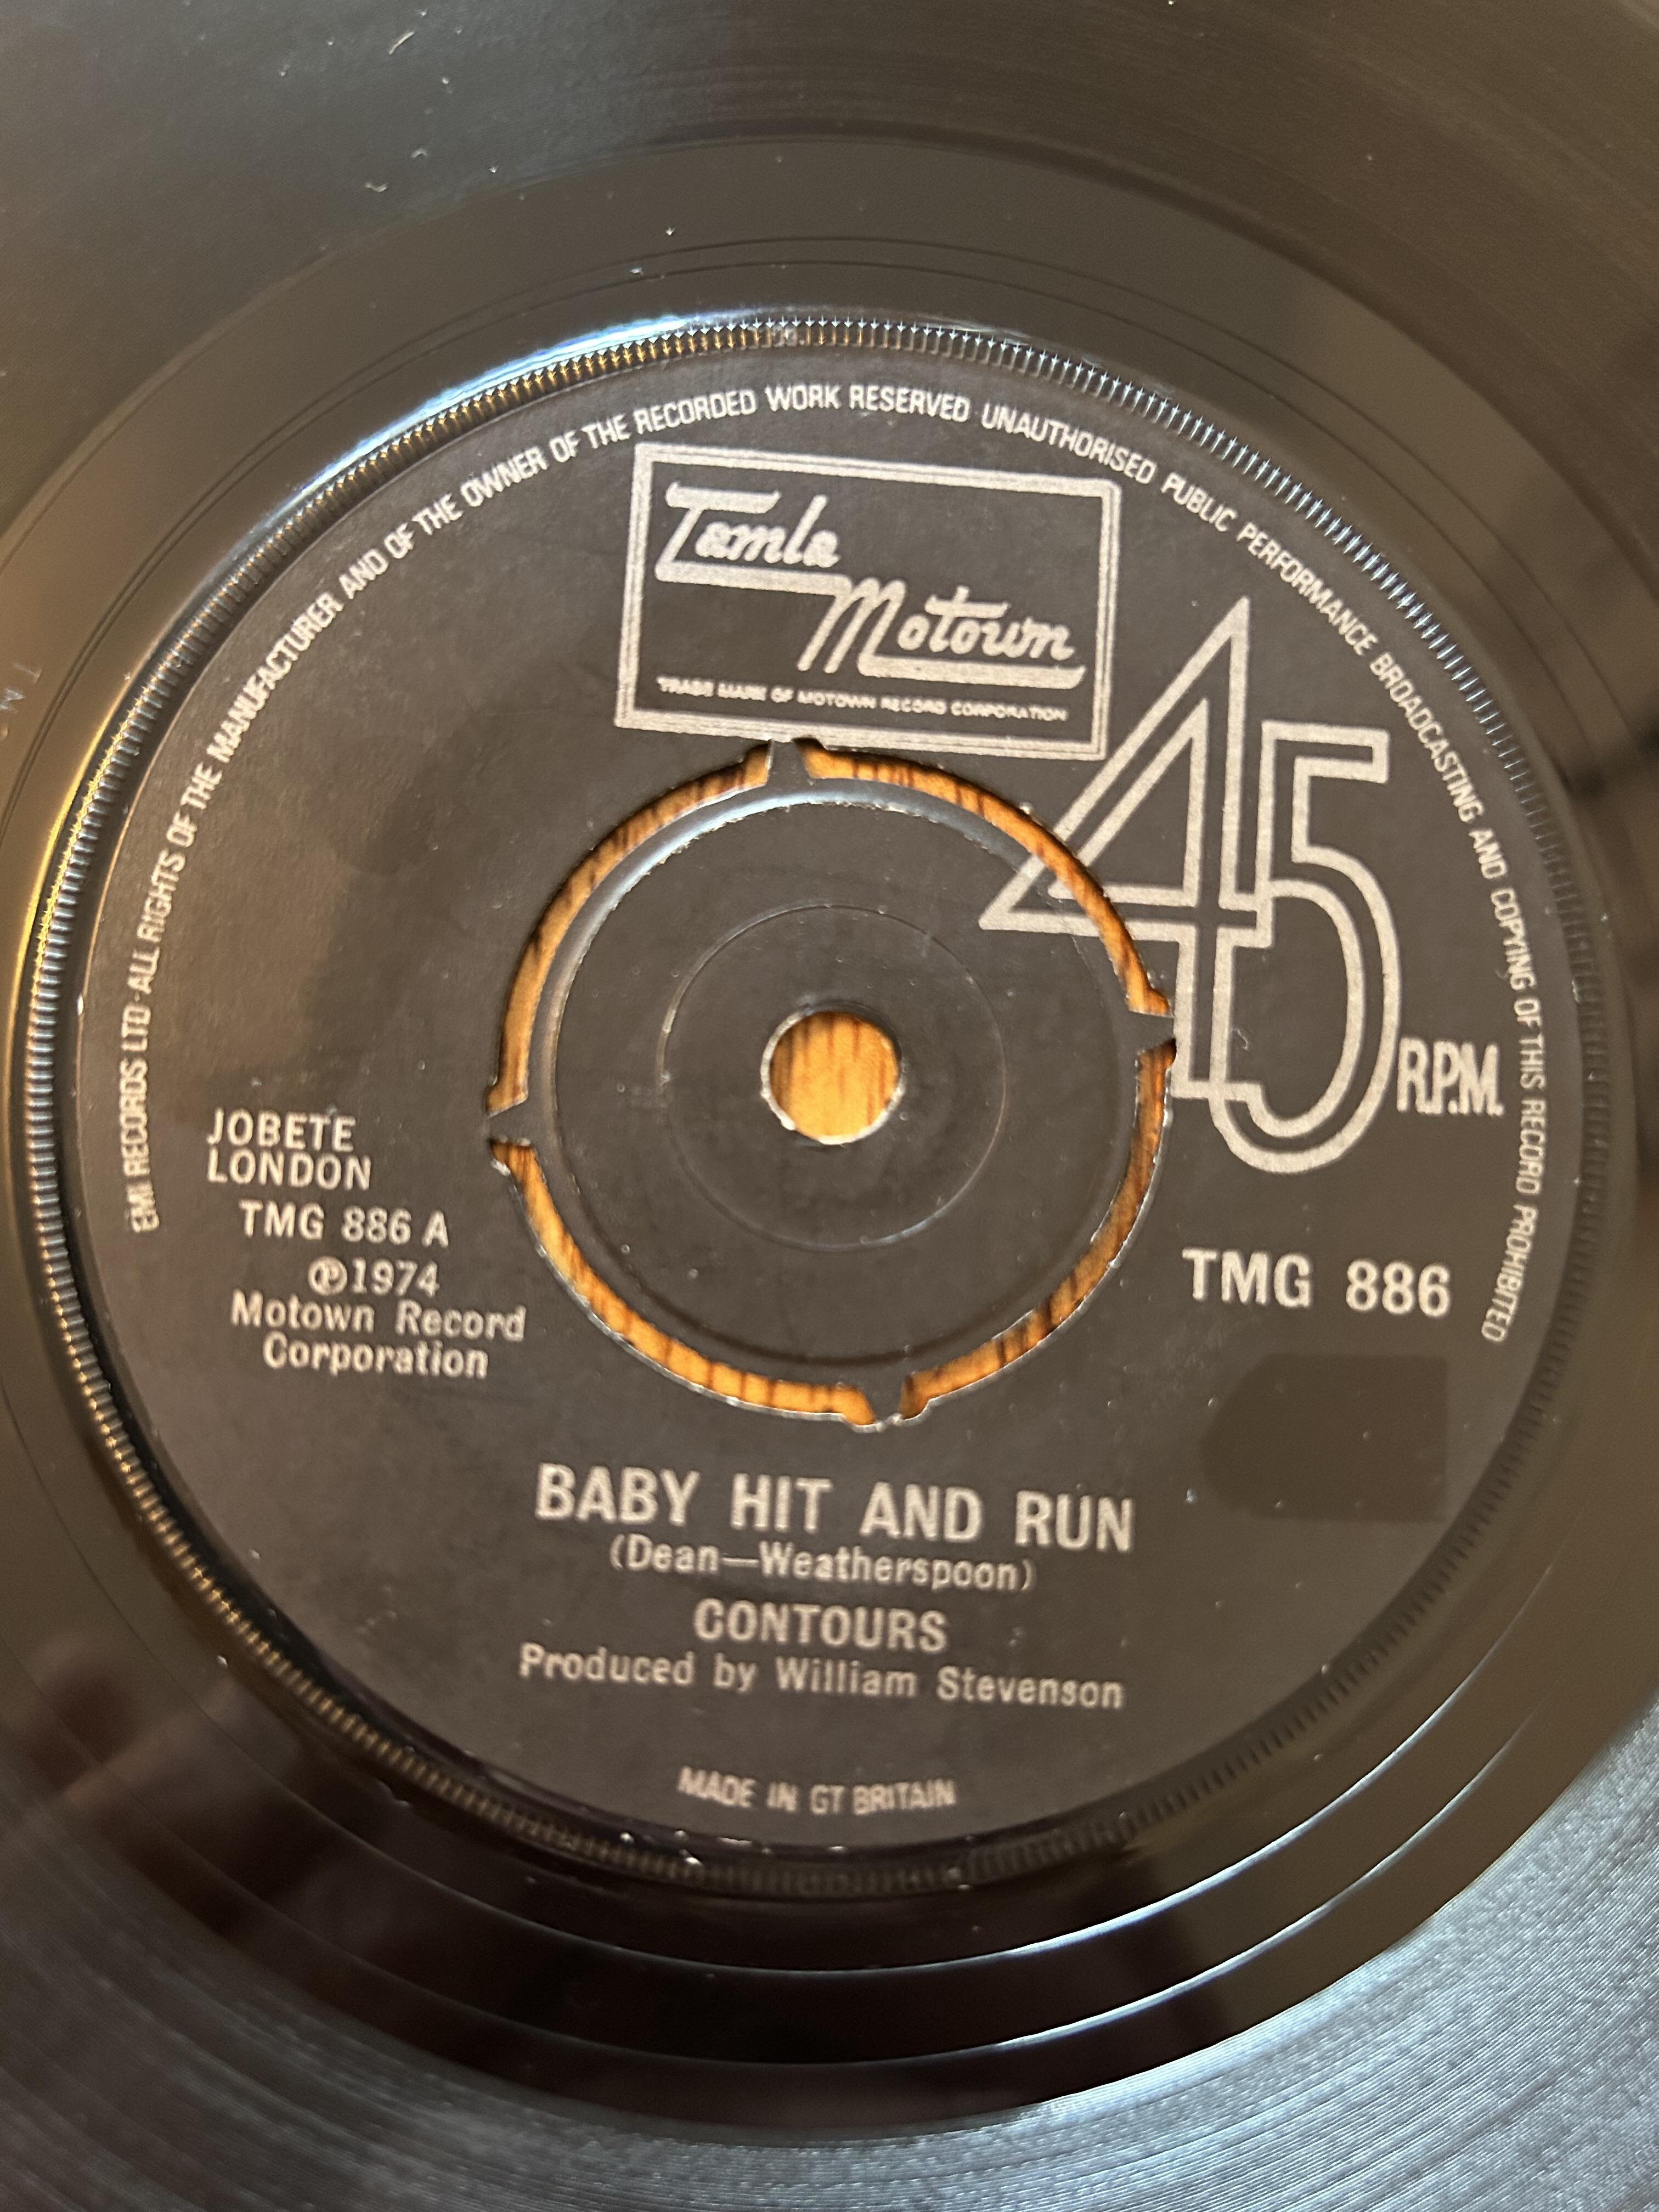 EMI RECORDS LTD·ALL RIGHTS OF THE MANUFACTURER AND OF THE OWNER OF THE RECORDED WORK RESERVED UNAUTHORISED PUBLIC PERFORMANCE BROADCASTING AND COPYING OF THIS RECORD PROHIBITED
Tamla
Motown
TRADE MARK OF MOTOWN RECORD CORPORATION
45
R.P.M.
JOBETE
LONDON
TMG 886 A
℗1974
Motown Record
Corporation
TMG 886
BABY HIT AND RUN
(Dean—Weatherspoon)
CONTOURS
Produced by William Stevenson
MADE IN GT BRITAIN